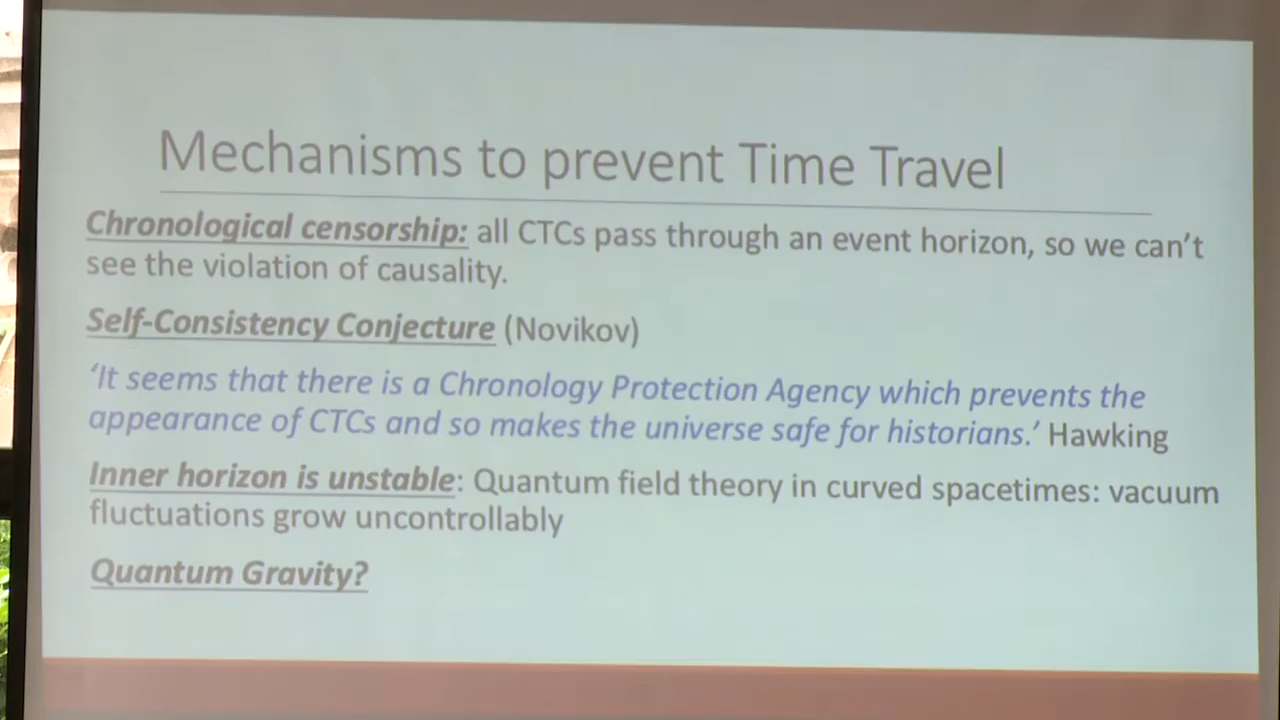 Mechanisms to prevent Time Travel
Chronological censorship: all CTCs pass through an event horizon, so we can't
see the violation of causality.
Self-Consistency Conjecture (Novikov)
‘It seems that there is a Chronology Protection Agency which prevents the
appearance of CTCs and so makes the universe safe for historians.’ Hawking
Inner horizon is unstable: Quantum field theory in curved spacetimes: vacuum
fluctuations grow uncontrollably
Quantum Gravity?